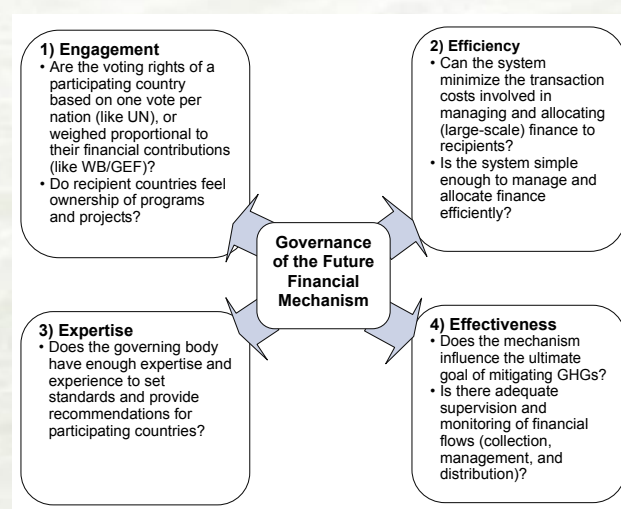 1) Engagement
• Are the voting rights of a
participating country
based on one vote per
nation (like UN), or
weighed proportional to
their financial contributions
(like WB/GEF)?
• Do recipient countries feel
ownership of programs
and projects?
2) Efficiency
• Can the system
minimize the transaction
costs involved in
managing and allocating
(large-scale) finance to
recipients?
• Is the system simple
enough to manage and
allocate finance
efficiently?
Governance
of the Future
Financial
Mechanism
3) Expertise
• Does the governing body
have enough expertise and
experience to set
standards and provide
recommendations for
participating countries?
4) Effectiveness
• Does the mechanism
influence the ultimate
goal of mitigating GHGs?
• Is there adequate
supervision and
monitoring of financial
flows (collection,
management, and
distribution)?